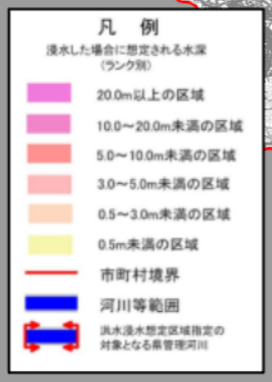 凡 例
浸水した場合に想定される水深
(ランク別)
20.0m以上の区域
10.0〜20.0m未満の区域
5.0〜10.0m未満の区域
3.0〜5.0m未満の区域
0.5〜3.0m未満の区域
0.5m未満の区域
市町村境界
河川等範囲
洪水浸水想定区域指定の
対象となる県管理河川